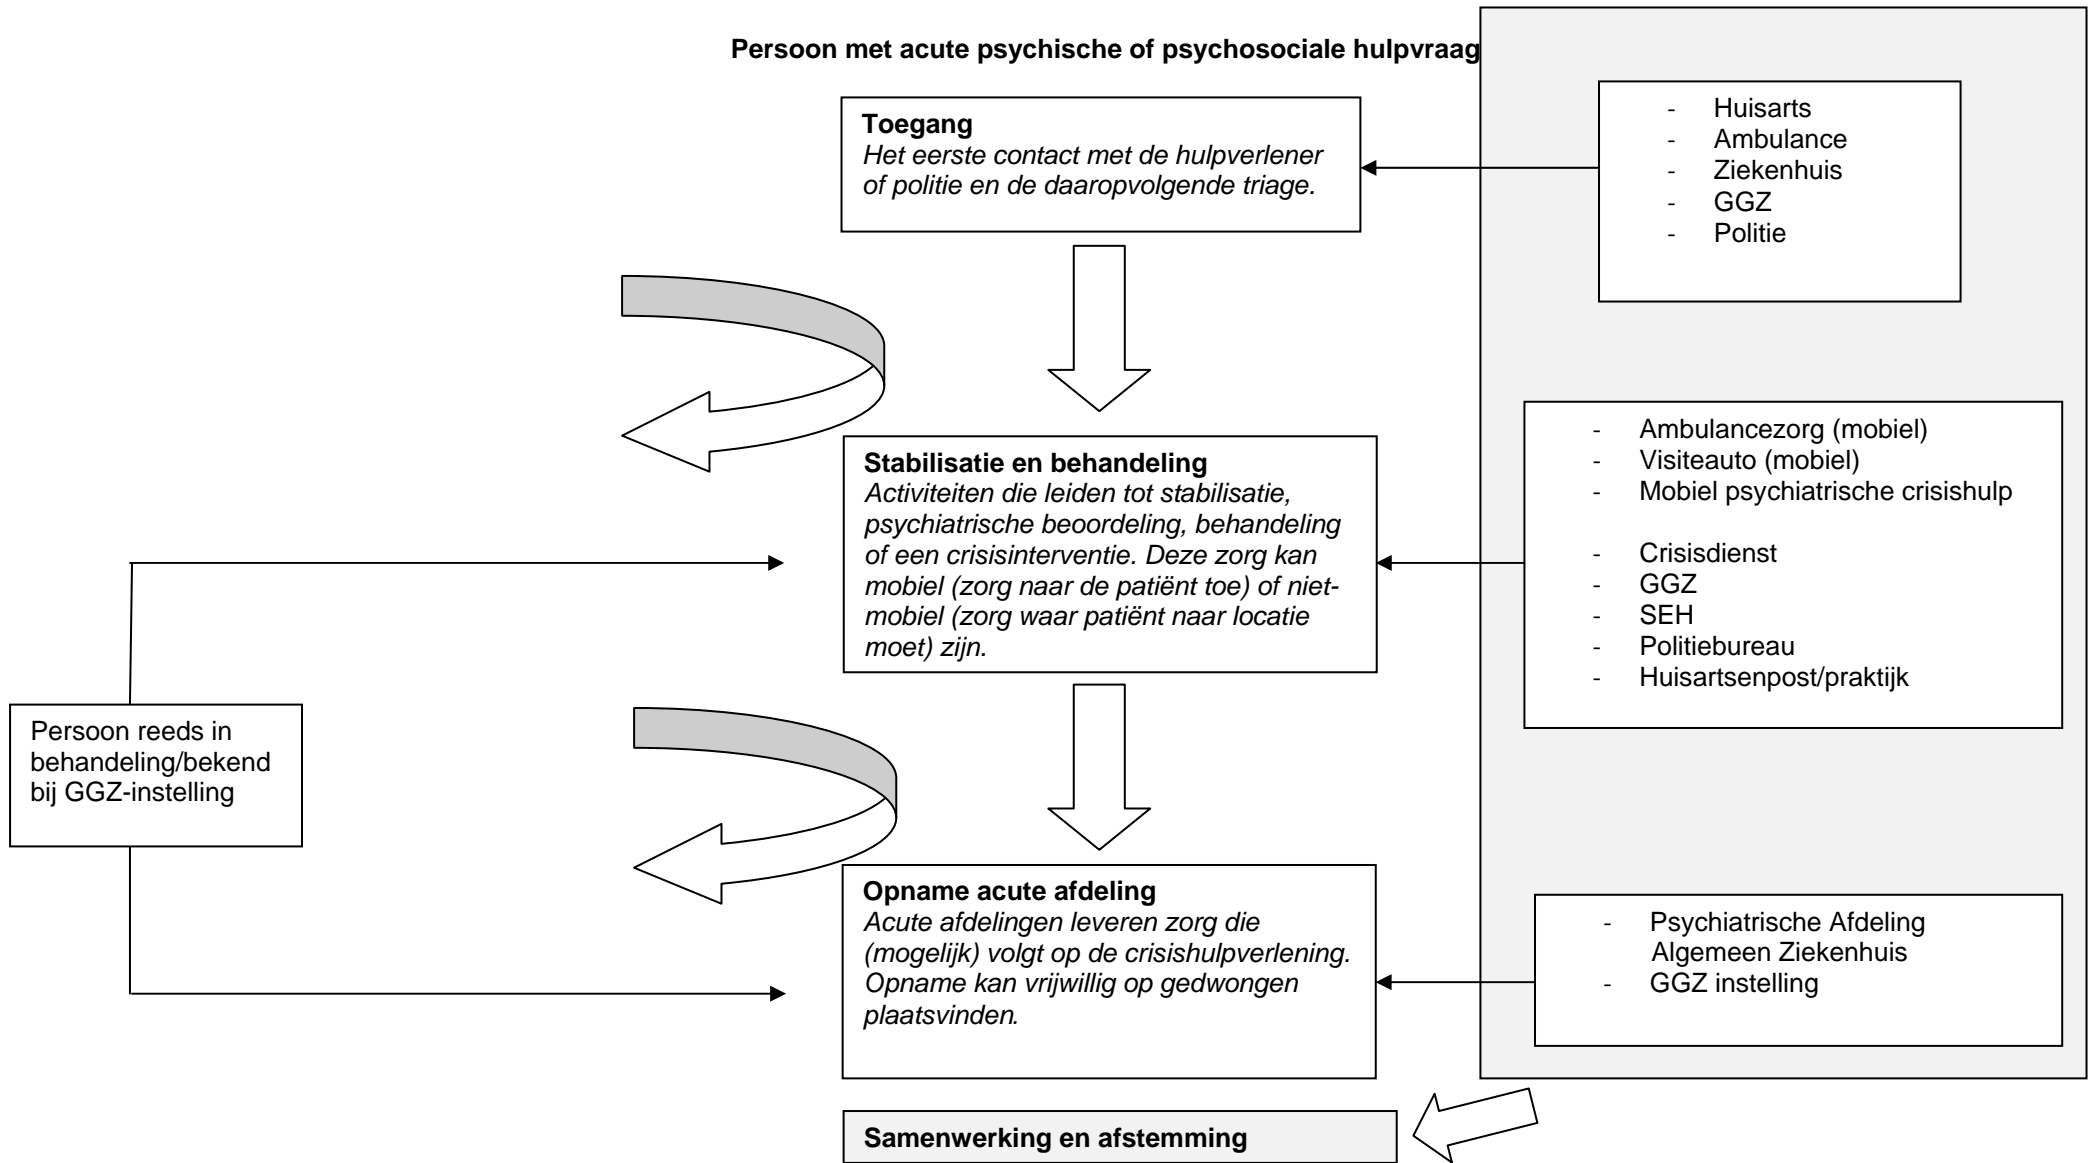 Persoon met acute psychische of psychosociale hulpvraag
Toegang
Het eerste contact met de hulpverlener
of politie en de daaropvolgende triage.
- Huisarts
- Ambulance
- Ziekenhuis
- GGZ
- Politie
Stabilisatie en behandeling
Activiteiten die leiden tot stabilisatie,
psychiatrische beoordeling, behandeling
of een crisisinterventie. Deze zorg kan
mobiel (zorg naar de patiënt toe) of niet-
mobiel (zorg waar patiënt naar locatie
moet) zijn.
- Ambulancezorg (mobiel)
- Visiteauto (mobiel)
- Mobiel psychiatrische crisishulp
- Crisisdienst
- GGZ
- SEH
- Politiebureau
- Huisartsenpost/praktijk
Persoon reeds in
behandeling/bekend
bij GGZ-instelling
Opname acute afdeling
Acute afdelingen leveren zorg die
(mogelijk) volgt op de crisishulpverlening.
Opname kan vrijwillig op gedwongen
plaatsvinden.
- Psychiatrische Afdeling
Algemeen Ziekenhuis
- GGZ instelling
Samenwerking en afstemming